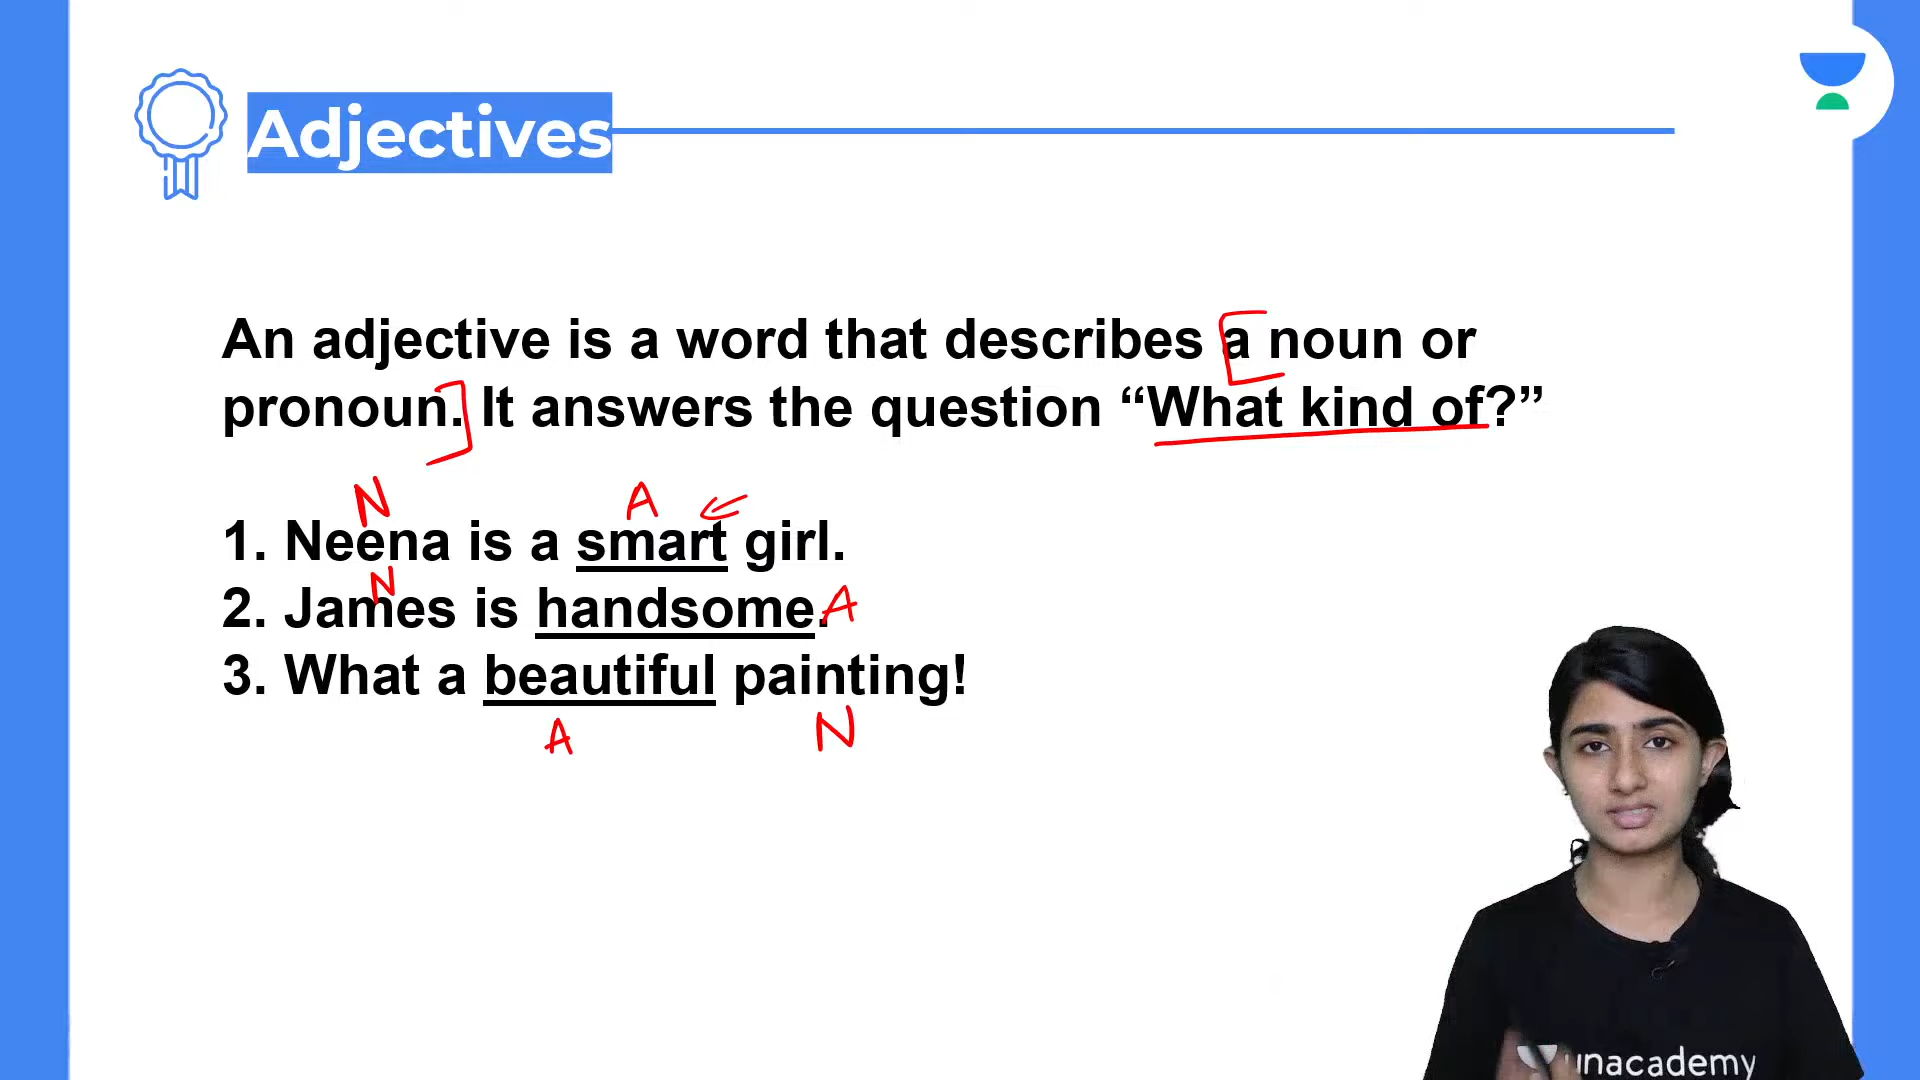 Adjectives
An adjective is a word that describes a noun or
pronoun. It answers the question “What kind of?”
N A
1. Neena is a smart girl.
N
2. James is handsome. A
3. What a beautiful painting!
A N
unacademy